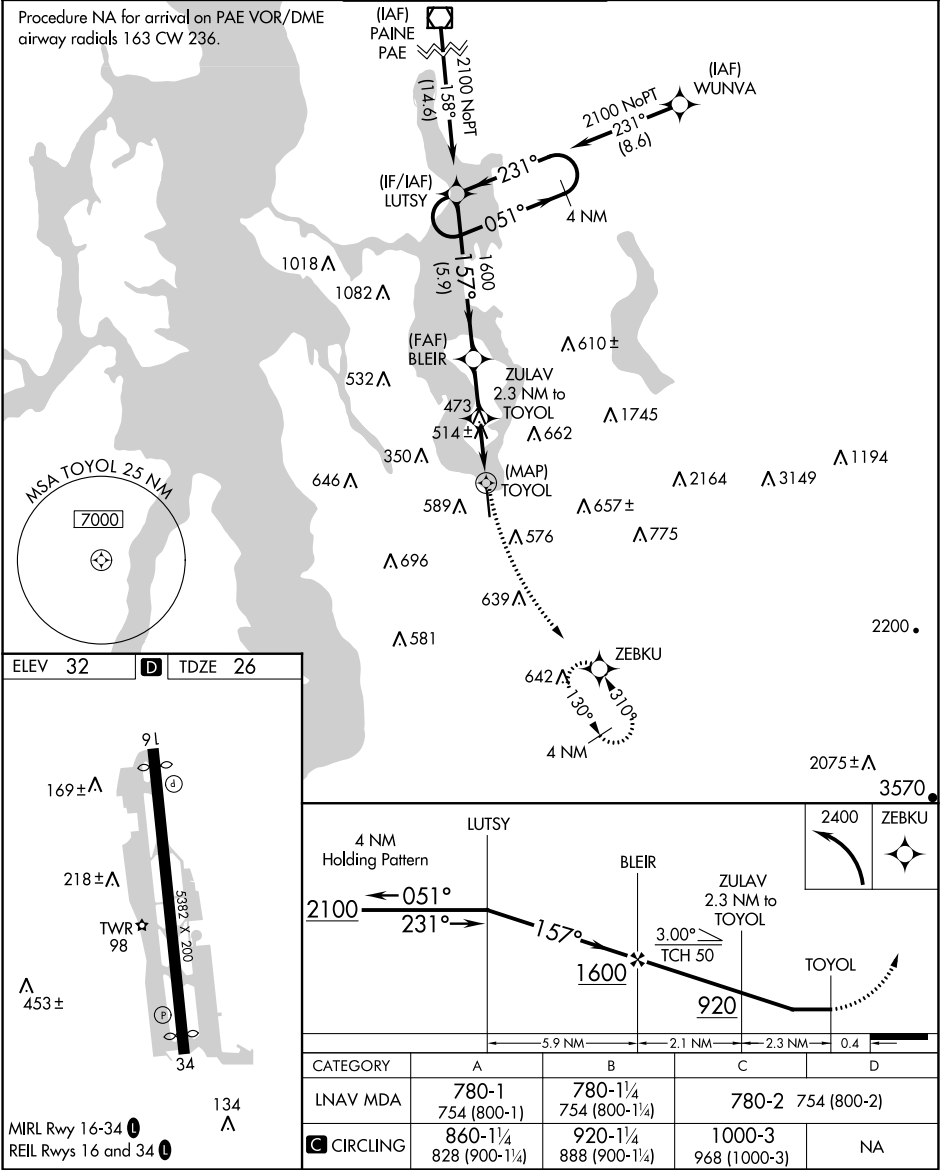 Procedure NA for arrival on PAE VOR/DME
airway radials 163 CW 236.
(IAF)
PAINE
PAE
2100 NoPT
158°
(14.6)
(IAF)
WUNVA
2100 NoPT
231°
(8.6)
(IF/IAF)
LUTSY
231°
051°
4 NM
1600
157°
(5.9)
1018
1082
(FAF)
BLEIR
610±
532
ZULAV
2.3 NM to
TOYOL
473
514±
1745
662
350
(MAP)
TOYOL
1194
646
2164
3149
589
657±
576
775
696
639
581
2200
MSA TOYOL 25 NM
7000
ZEBKU
642
130°
310°
4 NM
2075±
3570
ELEV 32
D
TDZE 26
16
P
169±
218±
5382 X 200
TWR
98
453±
P
34
134
MIRL Rwy 16-34 L
REIL Rwys 16 and 34 L
4 NM
Holding Pattern
LUTSY
2400
ZEBKU
BLEIR
051°
2100
231°
157°
ZULAV
2.3 NM to
TOYOL
3.00°
TCH 50
1600
TOYOL
920
5.9 NM
2.1 NM
2.3 NM
0.4
CATEGORY A B C D
LNAV MDA 780-1 780-1¼ 780-2 754 (800-2)
754 (800-1) 754 (800-1¼)
C CIRCLING 860-1¼ 920-1¼ 1000-3 NA
828 (900-1¼) 888 (900-1¼) 968 (1000-3)